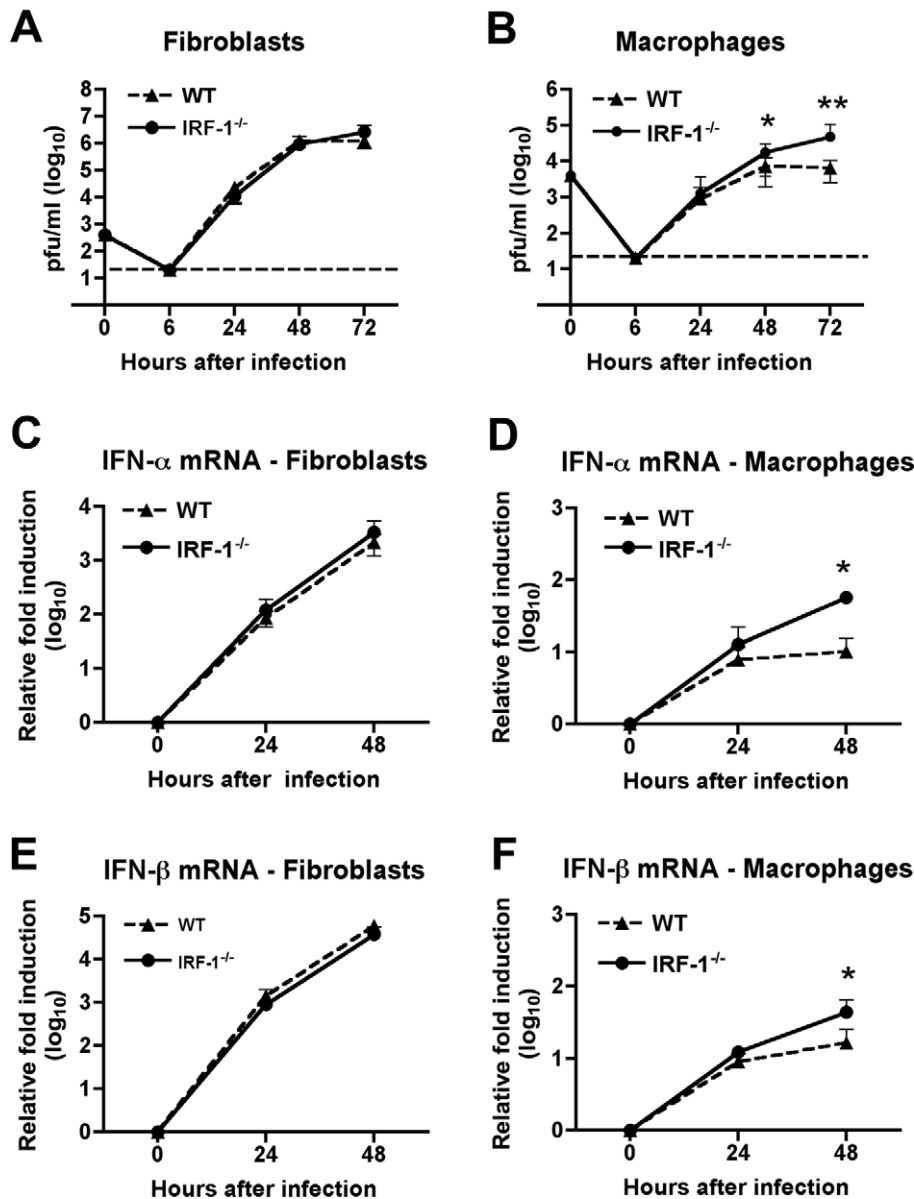 A
Fibroblasts
pfu/ml (log10)
8
7
6
5
4
3
2
1
WT
IRF-1-/-
0 6 24 48 72
Hours after infection
B
Macrophages
pfu/ml (log10)
6
5
4
3
2
1
WT
IRF-1-/-
* **
0 6 24 48 72
Hours after infection
C
IFN-α mRNA - Fibroblasts
Relative fold induction
(log10)
4
3
2
1
0
WT
IRF-1-/-
0 24 48
Hours after infection
D
IFN-α mRNA - Macrophages
Relative fold induction
(log10)
3
2
1
0
WT
IRF-1-/-
*
0 24 48
Hours after infection
E
IFN-β mRNA - Fibroblasts
Relative fold induction
(log10)
5
4
3
2
1
0
WT
IRF-1-/-
0 24 48
Hours after infection
F
IFN-β mRNA - Macrophages
Relative fold induction
(log10)
3
2
1
0
WT
IRF-1-/-
*
0 24 48
Hours after infection